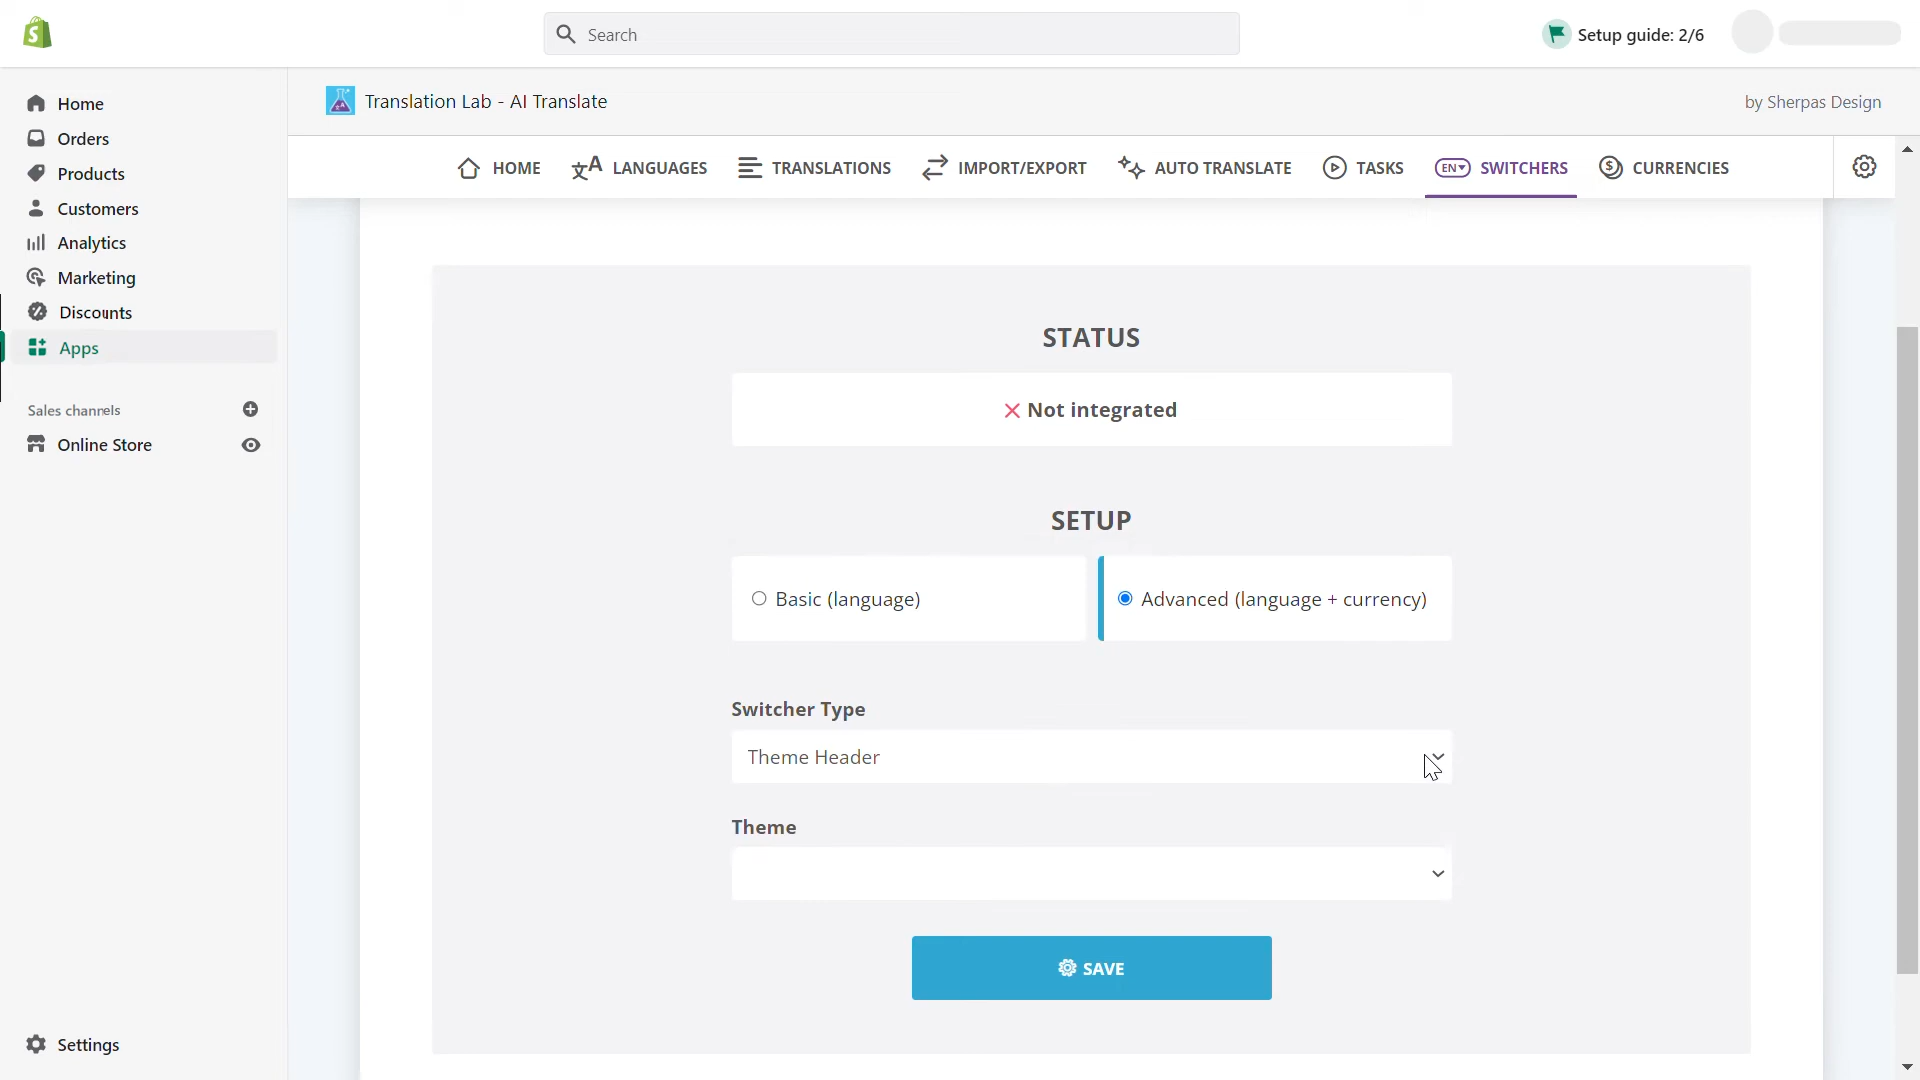 Search
Setup guide: 2/6
Home
Orders
Products
Customers
Analytics
Marketing
Discounts
Apps
Sales channels
Online Store
Settings
Translation Lab - AI Translate
by Sherpas Design
HOME
LANGUAGES
TRANSLATIONS
IMPORT/EXPORT
AUTO TRANSLATE
TASKS
EN
SWITCHERS
CURRENCIES
STATUS
Not integrated
SETUP
Basic (language)
Advanced (language + currency)
Switcher Type
Theme Header
Theme
SAVE